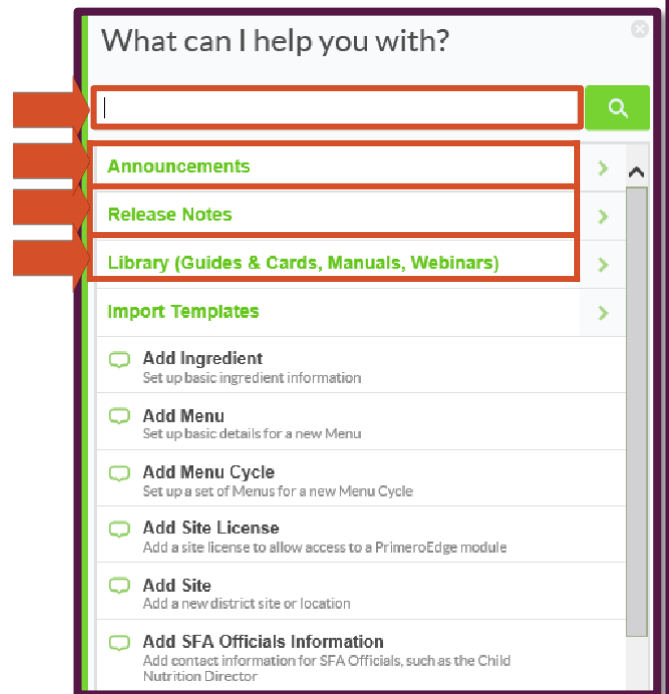 What can I help you with?
Announcements
Release Notes
Library (Guides & Cards, Manuals, Webinars)
Import Templates
Add Ingredient
Set up basic ingredient information
Add Menu
Set up basic details for a new Menu
Add Menu Cycle
Set up a set of Menus for a new Menu Cycle
Add Site License
Add a site license to allow access to a PrimeroEdge module
Add Site
Add a new district site or location
Add SFA Officials Information
Add contact information for SFA Officials, such as the Child
Nutrition Director